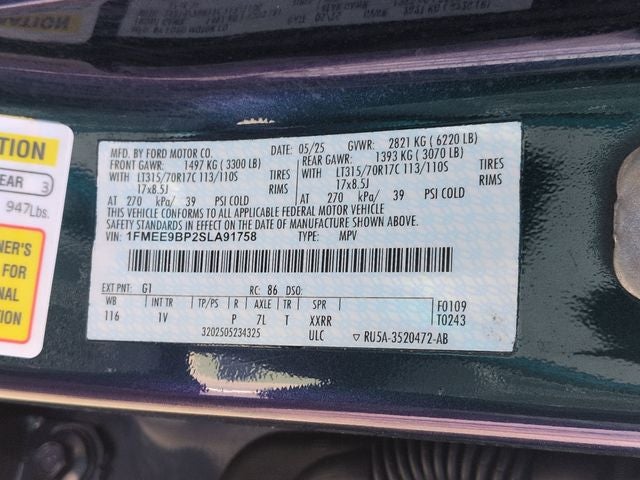 MFD. BY FORD MOTOR CO. 05/25 GVWR: 2821 KG ( 6220 LB)
FRONT GAWR: 1497 KG ( 3300 LB) REAR GAWR: 1393 KG ( 3070 LB)
WITH LT315/70R17C 113/110S TIRES WITH LT315/70R17C 113/110S TIRES
17x8.5J RIMS 17x8.5J RIMS
AT 270 kPa/ 39 PSI COLD AT 270 kPa/ 39 PSI COLD
THIS VEHICLE CONFORMS TO ALL APPLICABLE FEDERAL MOTOR VEHICLE
SAFETY STANDARDS IN EFFECT ON THE DATE OF MANUFACTURE SHOWN ABOVE.
VIN: 1FMEE9BP2SLA91758 TYPE: MPV
EXT PNT: G1 RC: 86 DSO:
WB INT TR TP/PS R AXLE TR SPR F0109
116 1V P 7L T XXRR T0243
3202505234325 ULC ▽ RU5A-3520472-AB
TION
EAR 3
947Lbs.
NER'S
FOR
NAL
ON